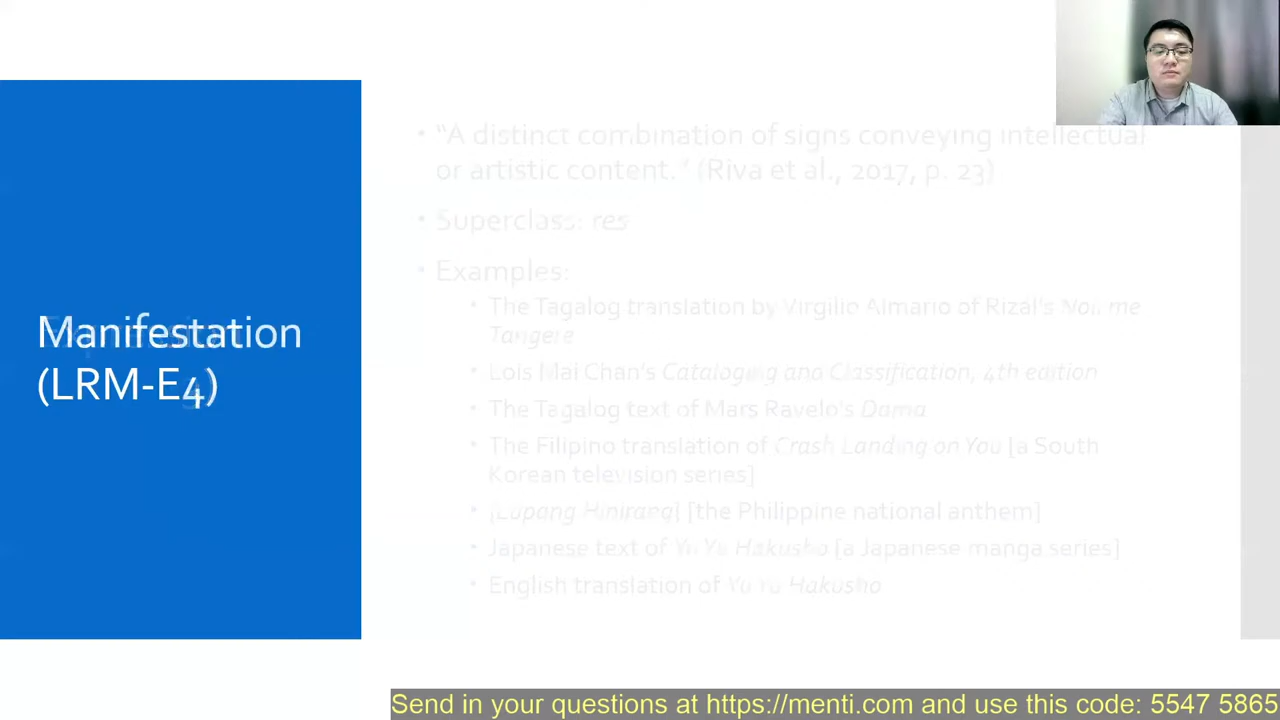 Manifestation
(LRM-E4)
• “A distinct combination of signs conveying intellectual
or artistic content.” (Riva et al., 2017, p. 23)
• Superclass: res
• Examples:
• The Tagalog translation by Virgilio Almario of Rizal’s Noli me
Tangere
• Lois Mai Chan’s Cataloging and Classification, 4th edition
• The Tagalog text of Mars Ravelo’s Darna
• The Filipino translation of Crash Landing on You [a South
Korean television series]
• [Lupang Hinirang] [the Philippine national anthem]
• Japanese text of Yu Yu Hakusho [a Japanese manga series]
• English translation of Yu Yu Hakusho
Send in your questions at https://menti.com and use this code: 5547 5865